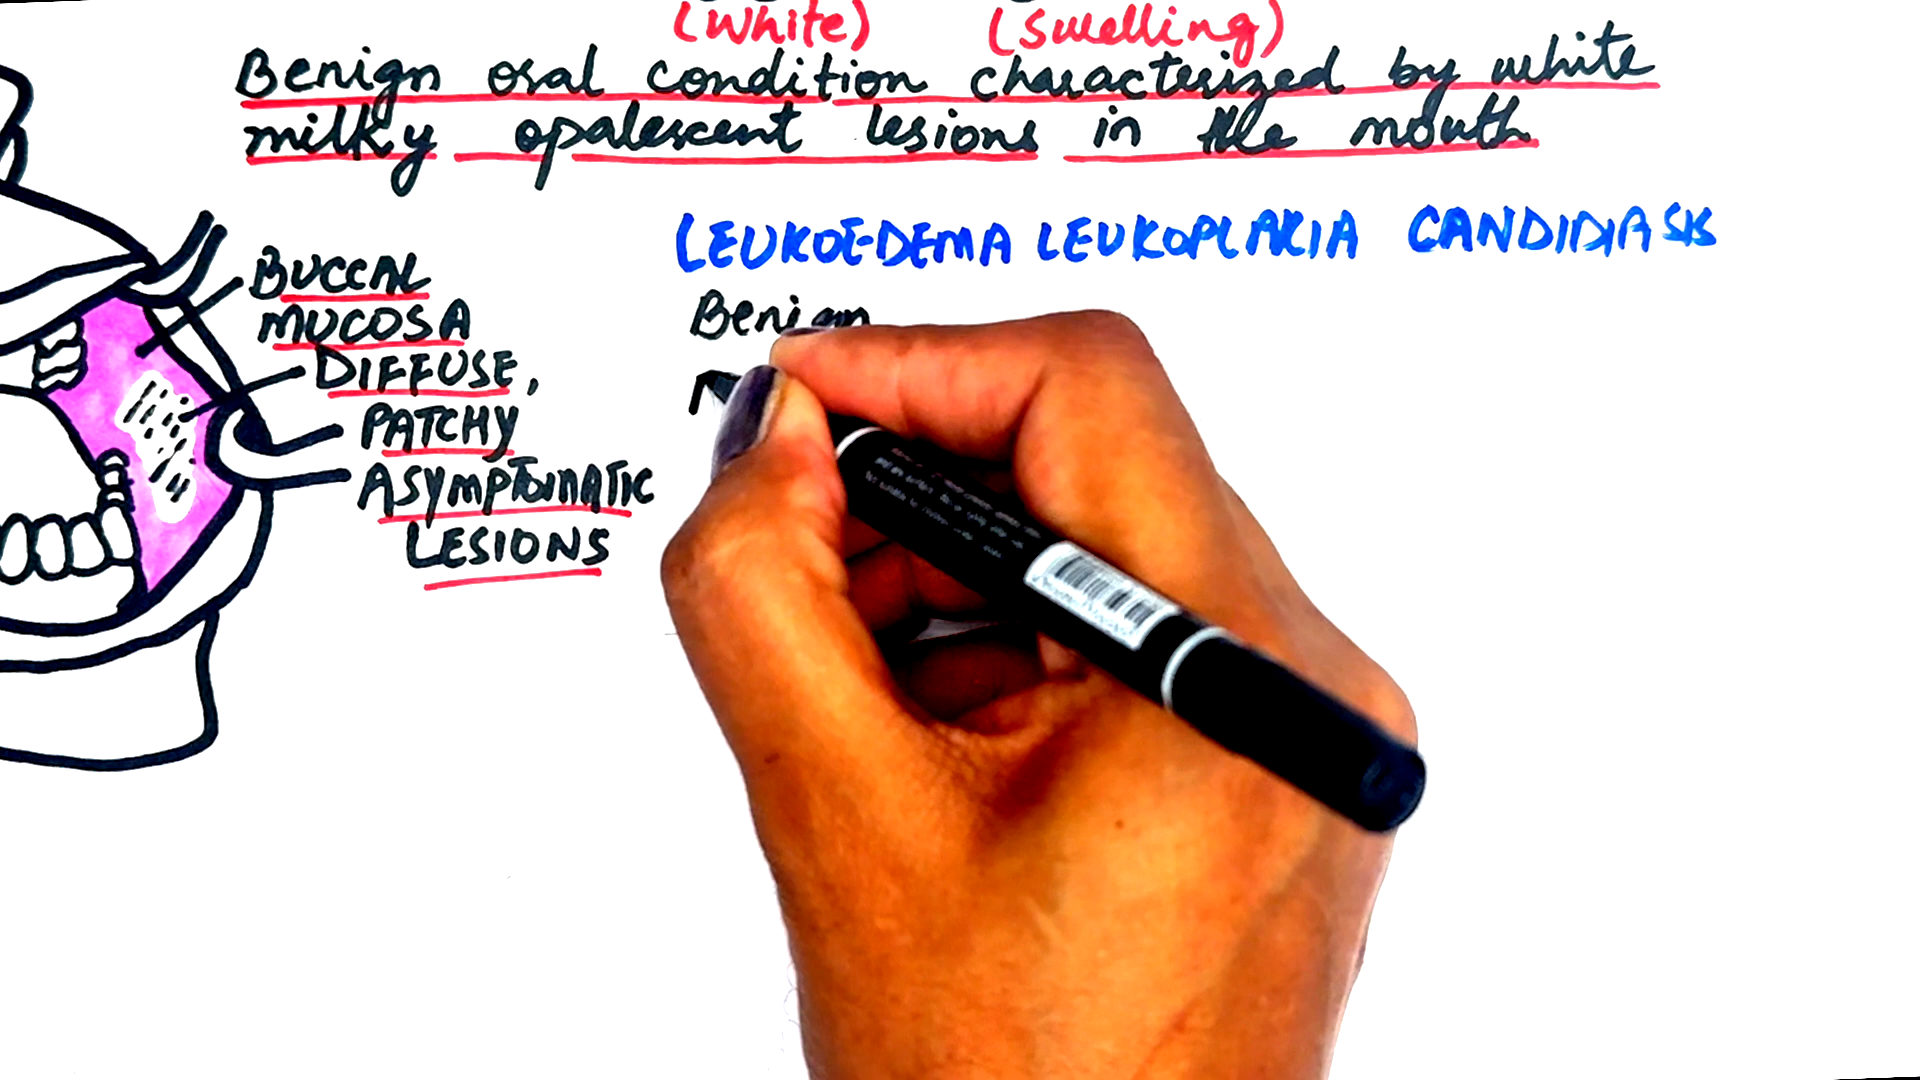 (white) (swelling)
Benign oral condition characterized by white
milky opalescent lesions in the mouth
LEUKOEDEMA LEUKOPLAKIA CANDIDIASIS
BUCCAL
MUCOSA
DIFFUSE,
PATCHY
ASYMPTOMATIC
LESIONS
Benign